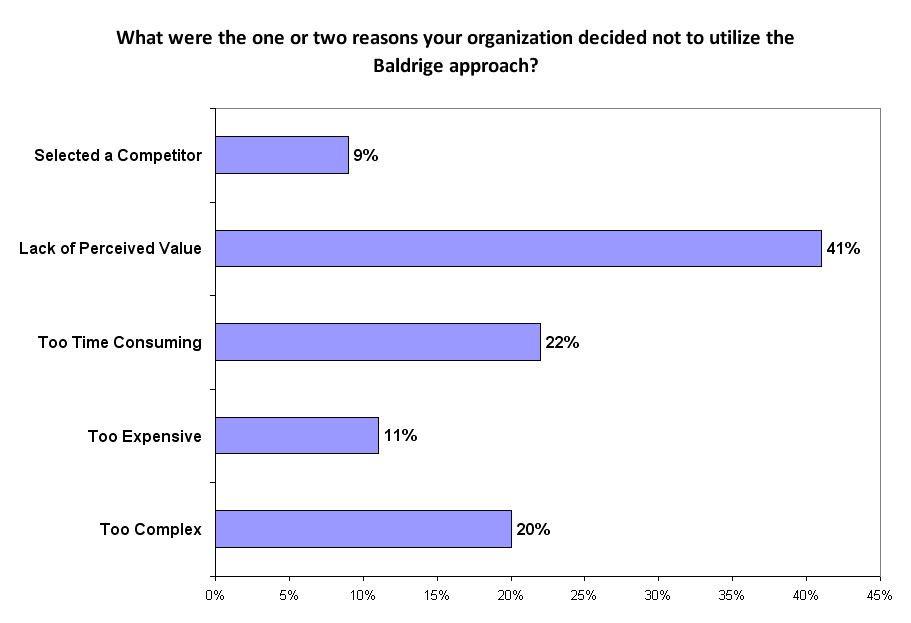 What were the one or two reasons your organization decided not to utilize the
Baldrige approach?
Selected a Competitor
9%
Lack of Perceived Value
41%
Too Time Consuming
22%
Too Expensive
11%
Too Complex
20%
0% 5% 10% 15% 20% 25% 30% 35% 40% 45%